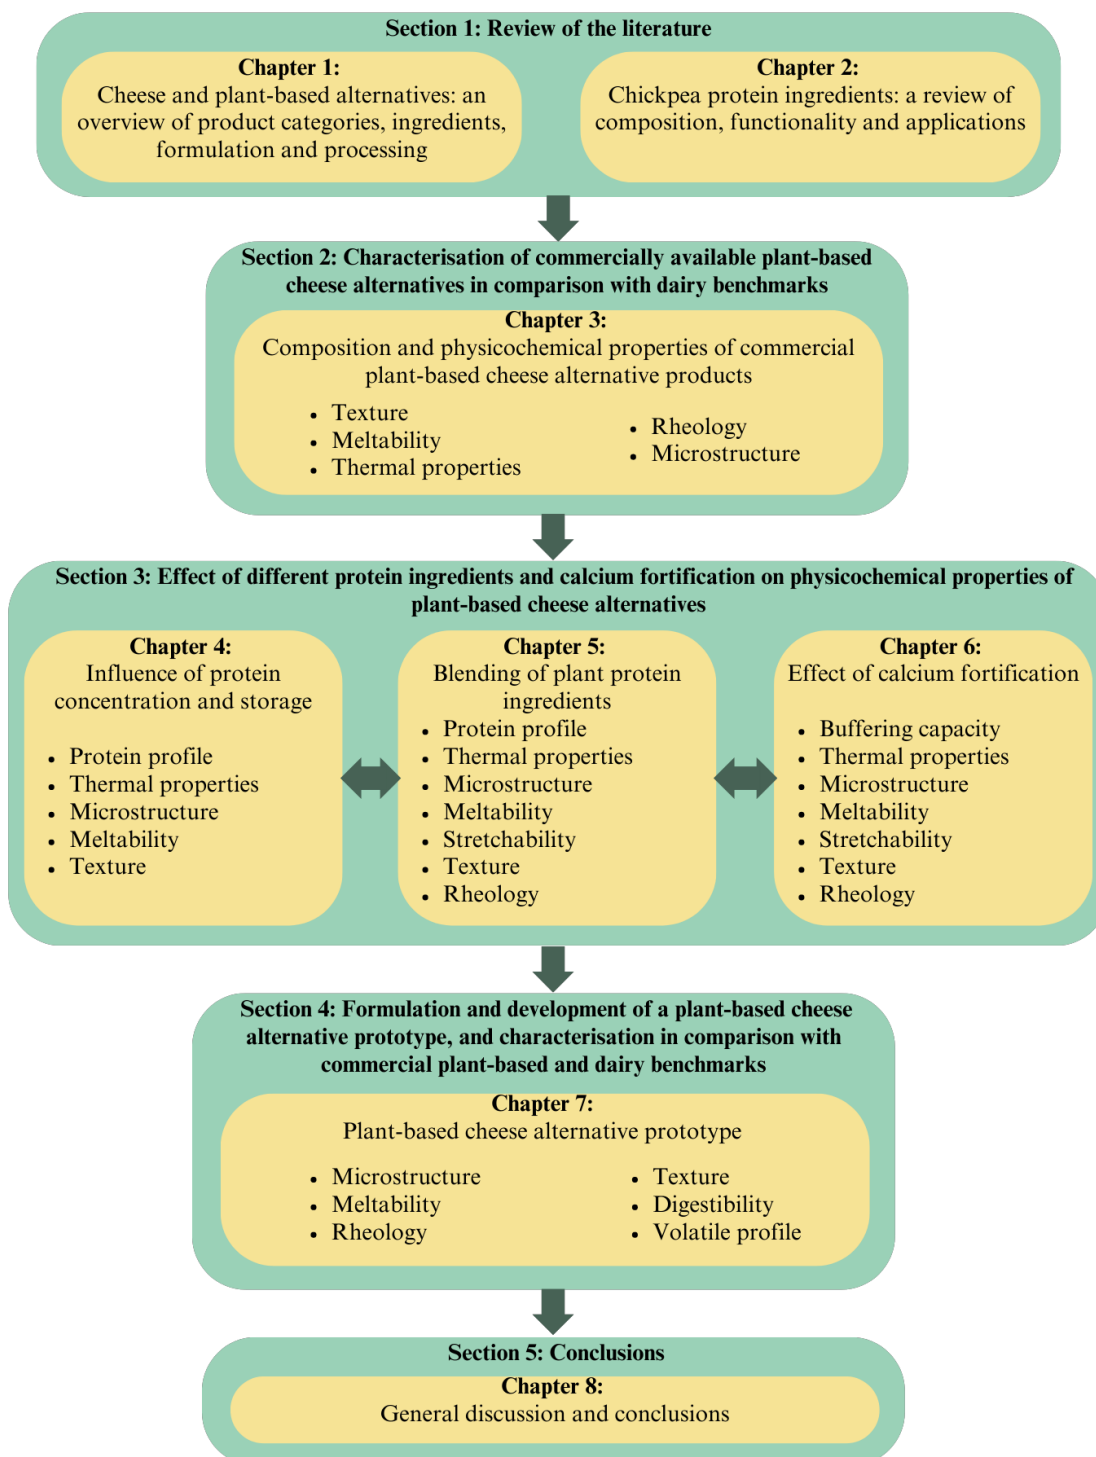 Section 1: Review of the literature
Chapter 1:
Cheese and plant-based alternatives: an
overview of product categories, ingredients,
formulation and processing
Chapter 2:
Chickpea protein ingredients: a review of
composition, functionality and applications
Section 2: Characterisation of commercially available plant-based
cheese alternatives in comparison with dairy benchmarks
Chapter 3:
Composition and physicochemical properties of commercial
plant-based cheese alternative products
• Texture
• Meltability
• Thermal properties
• Rheology
• Microstructure
Section 3: Effect of different protein ingredients and calcium fortification on physicochemical properties of
plant-based cheese alternatives
Chapter 4:
Influence of protein
concentration and storage
• Protein profile
• Thermal properties
• Microstructure
• Meltability
• Texture
Chapter 5:
Blending of plant protein
ingredients
• Protein profile
• Thermal properties
• Microstructure
• Meltability
• Stretchability
• Texture
• Rheology
Chapter 6:
Effect of calcium fortification
• Buffering capacity
• Thermal properties
• Microstructure
• Meltability
• Stretchability
• Texture
• Rheology
Section 4: Formulation and development of a plant-based cheese
alternative prototype, and characterisation in comparison with
commercial plant-based and dairy benchmarks
Chapter 7:
Plant-based cheese alternative prototype
• Microstructure
• Meltability
• Rheology
• Texture
• Digestibility
• Volatile profile
Section 5: Conclusions
Chapter 8:
General discussion and conclusions